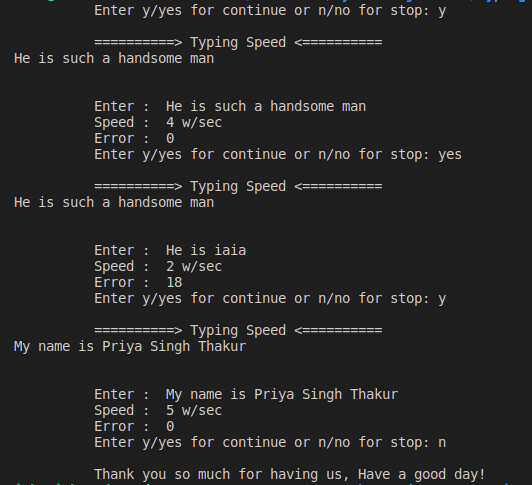 Enter y/yes for continue or n/no for stop: y
==========> Typing Speed <==========
He is such a handsome man
Enter :  He is such a handsome man
Speed :  4 w/sec
Error :  0
Enter y/yes for continue or n/no for stop: yes
==========> Typing Speed <==========
He is such a handsome man
Enter :  He is iaia
Speed :  2 w/sec
Error :  18
Enter y/yes for continue or n/no for stop: y
==========> Typing Speed <==========
My name is Priya Singh Thakur
Enter :  My name is Priya Singh Thakur
Speed :  5 w/sec
Error :  0
Enter y/yes for continue or n/no for stop: n
Thank you so much for having us, Have a good day!